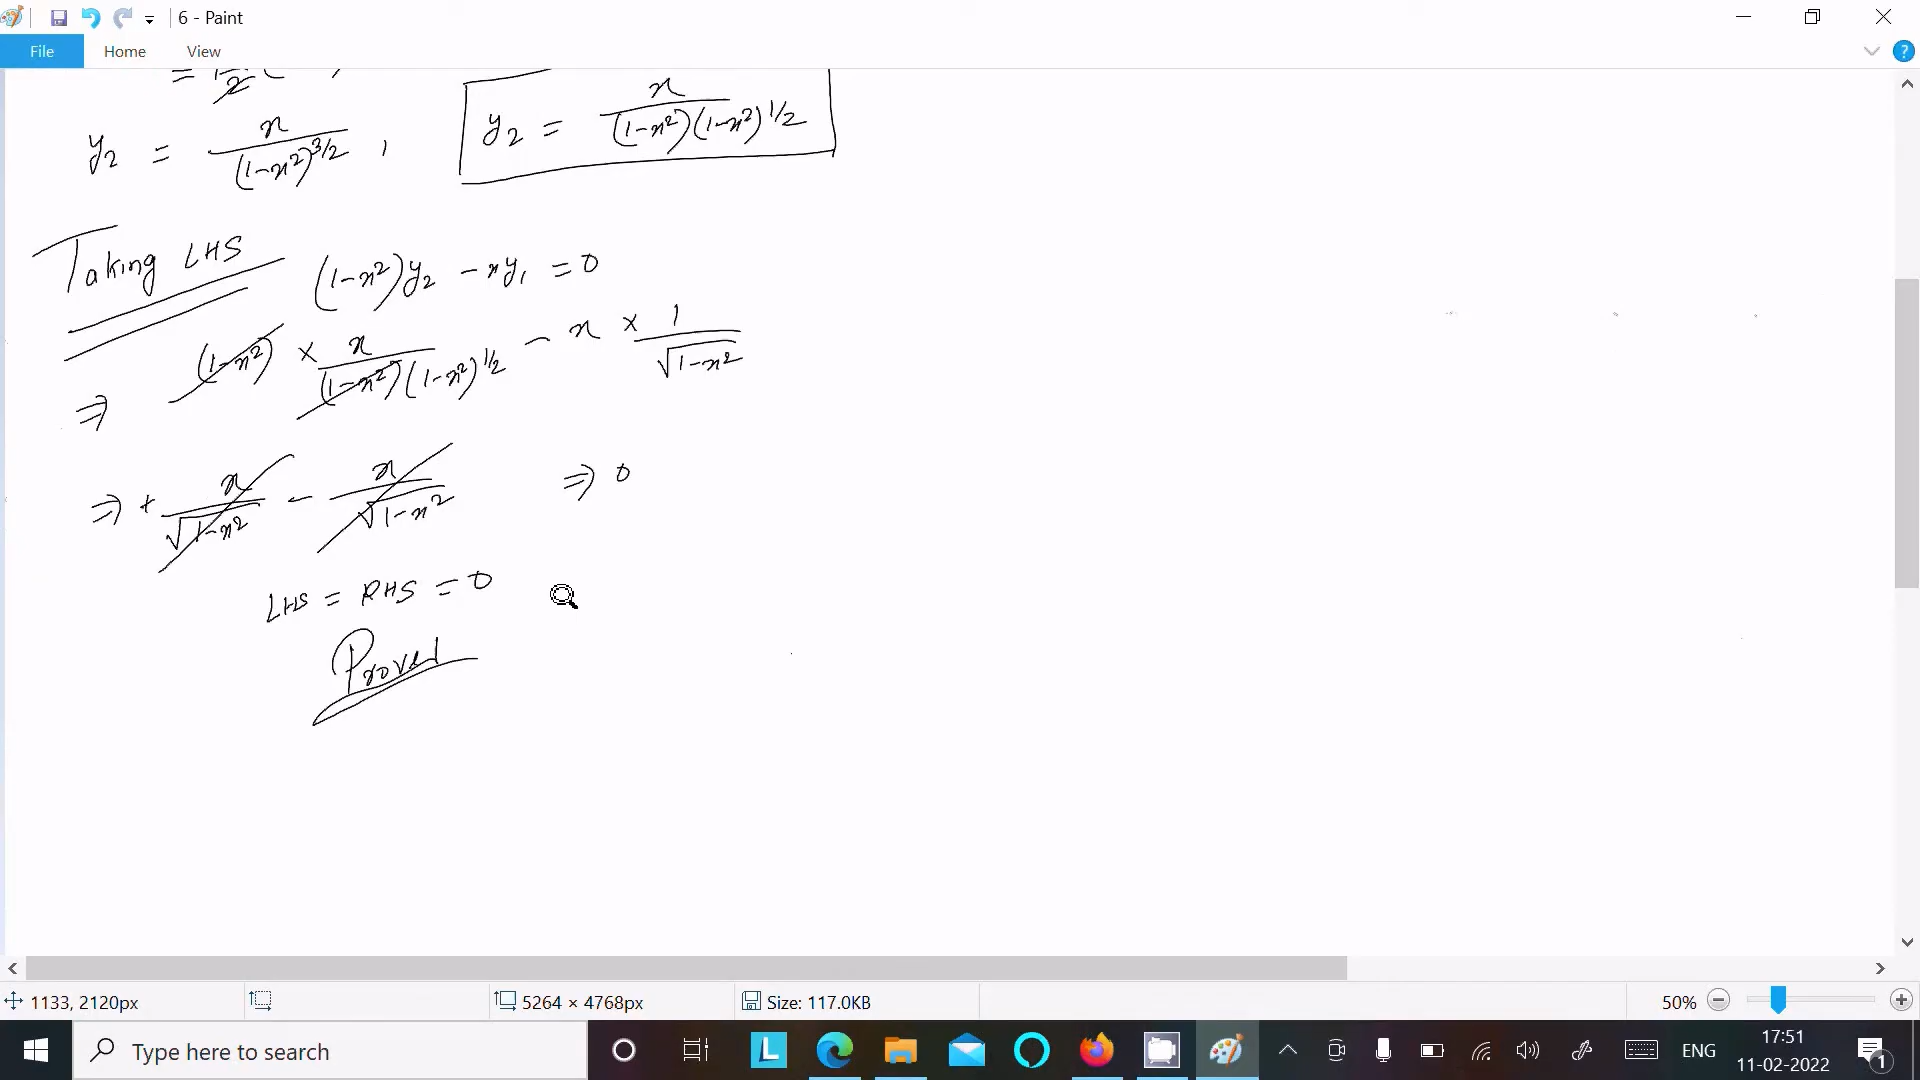 6 - Paint
File Home View
y₂ = x/(1-x²)^3/2 , y₂ = x/((1-x²)(1-x²)^1/2)
Taking LHS (1-x²)y₂ - xy₁ = 0
⇒ (1-x²) × x/((1-x²)(1-x²)^1/2) - x × 1/√(1-x²)
⇒ + x/√(1-x²) - x/√(1-x²) ⇒ 0
LHS = RHS = 0
Proved
1133, 2120px 5264 × 4768px Size: 117.0KB 50%
Type here to search L ENG 17:51
11-02-2022 1